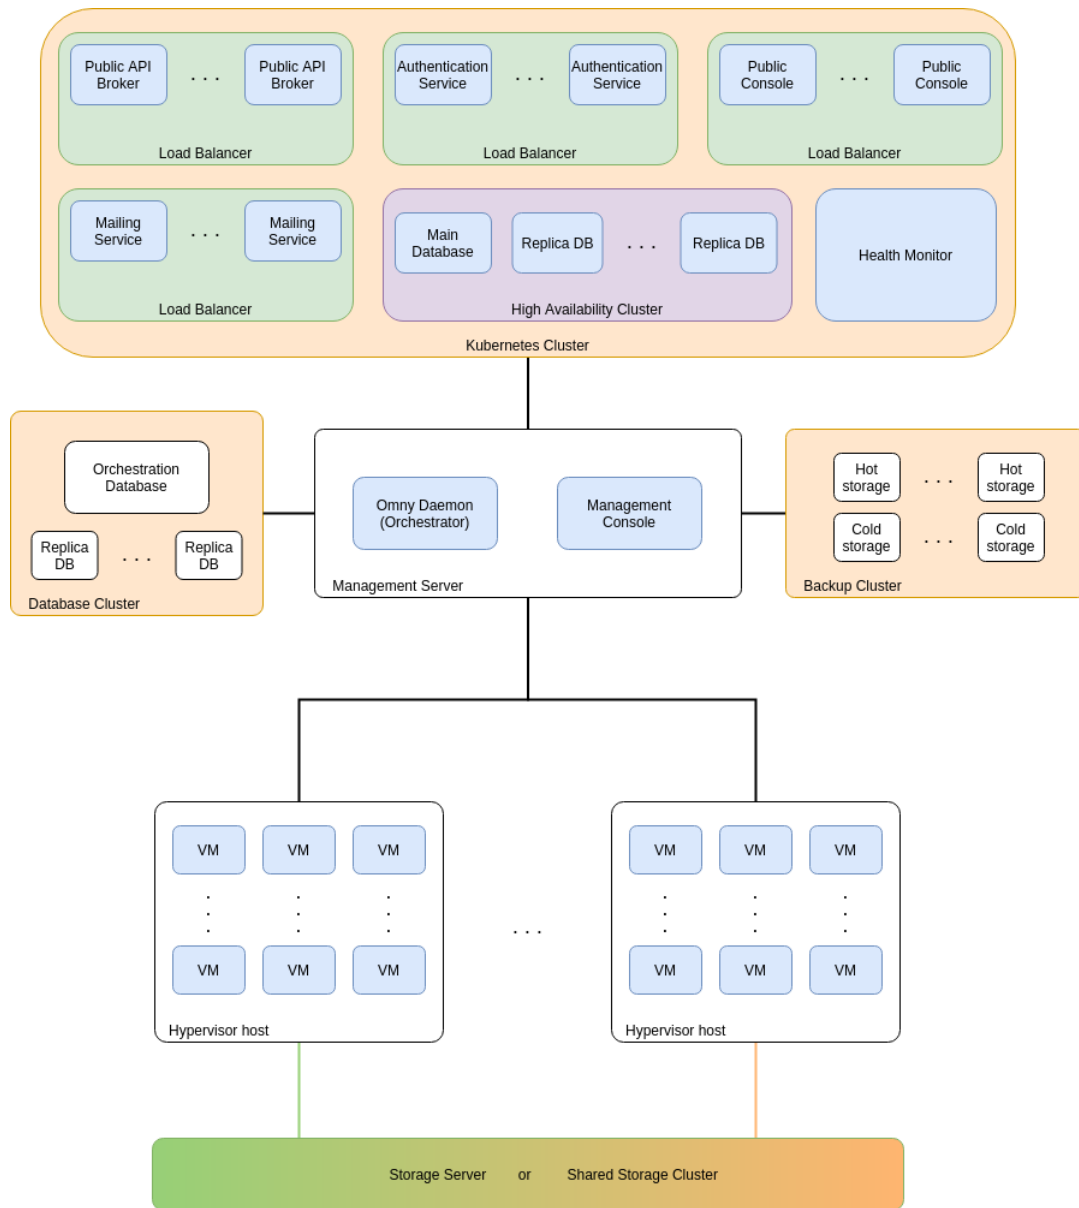 Public API
Broker
. . .
Public API
Broker
Load Balancer
Authentication
Service
. . .
Authentication
Service
Load Balancer
Public
Console
. . .
Public
Console
Load Balancer
Mailing
Service
. . .
Mailing
Service
Load Balancer
Main
Database
Replica DB
. . .
Replica DB
High Availability Cluster
Health Monitor
Kubernetes Cluster
Orchestration
Database
Replica
DB
. . .
Replica
DB
Database Cluster
Omny Daemon
(Orchestrator)
Management
Console
Management Server
Hot
storage
. . .
Hot
storage
Cold
storage
. . .
Cold
storage
Backup Cluster
VM VM VM
. . .
. . .
. . .
VM VM VM
Hypervisor host
. . .
VM VM VM
. . .
. . .
. . .
VM VM VM
Hypervisor host
Storage Server or Shared Storage Cluster